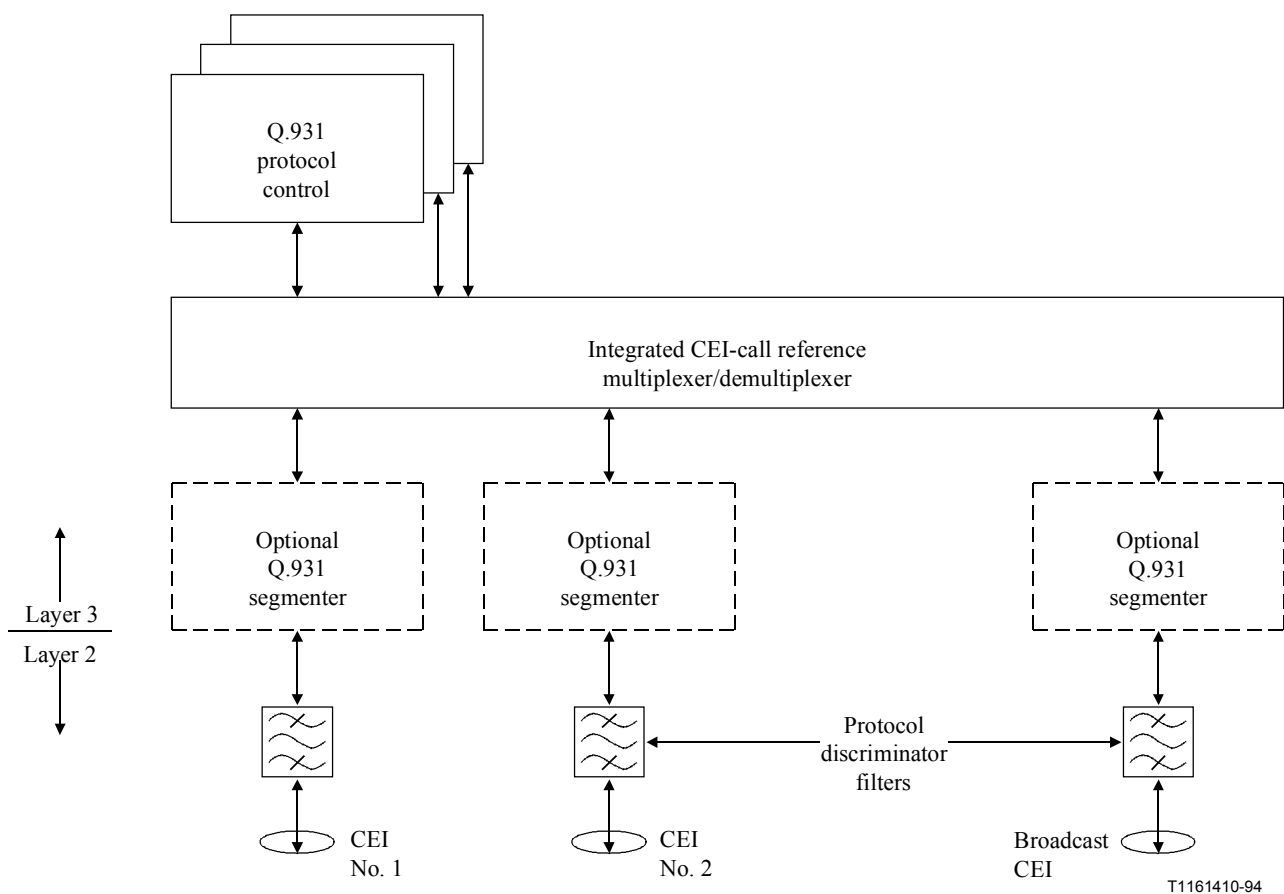 Q.931
protocol
control
Integrated CEI-call reference
multiplexer/demultiplexer
Optional
Q.931
segmenter
Optional
Q.931
segmenter
Optional
Q.931
segmenter
Layer 3
Layer 2
Protocol
discriminator
filters
CEI
No. 1
CEI
No. 2
Broadcast
CEI
T1161410-94